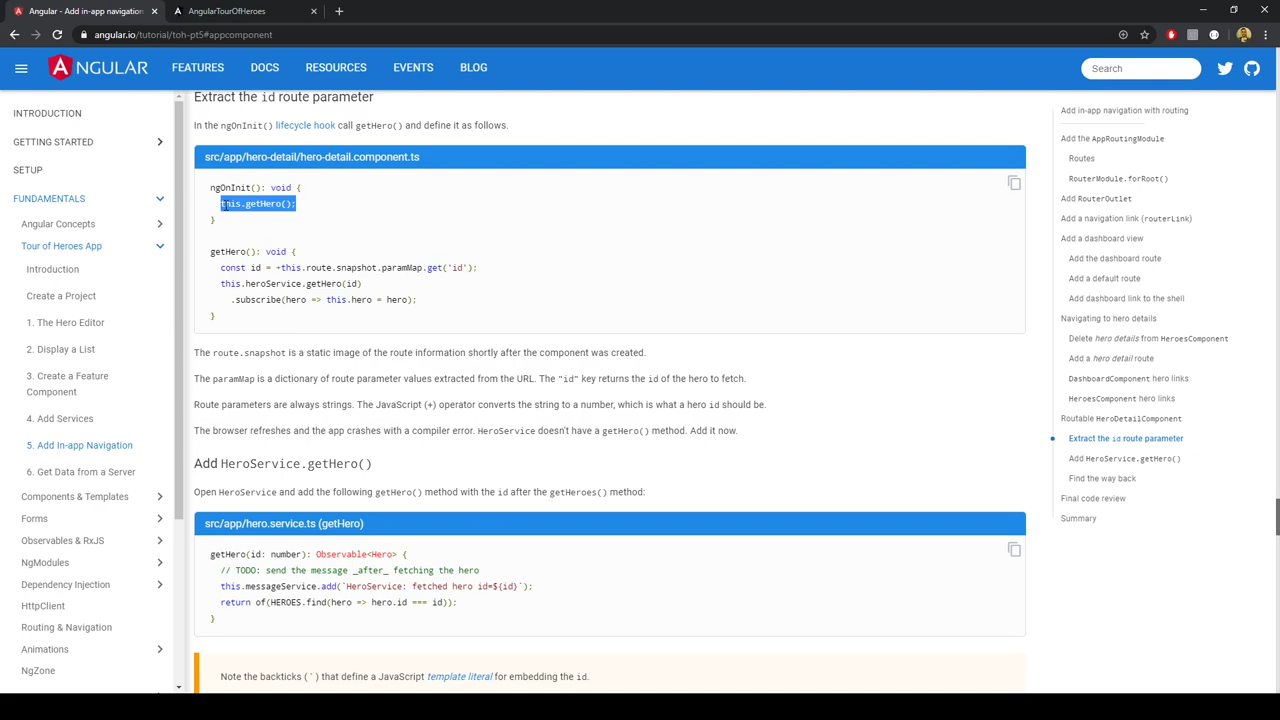 Angular - Add in-app navigation
AngularTourOfHeroes
angular.io/tutorial/toh-pt5#appcomponent
ANGULAR
FEATURES
DOCS
RESOURCES
EVENTS
BLOG
Search
INTRODUCTION
GETTING STARTED
SETUP
FUNDAMENTALS
Angular Concepts
Tour of Heroes App
Introduction
Create a Project
1. The Hero Editor
2. Display a List
3. Create a Feature
Component
4. Add Services
5. Add In-app Navigation
6. Get Data from a Server
Components & Templates
Forms
Observables & RxJS
NgModules
Dependency Injection
HttpClient
Routing & Navigation
Animations
NgZone
Extract the id route parameter
In the ngOnInit() lifecycle hook call getHero() and define it as follows.
src/app/hero-detail/hero-detail.component.ts
ngOnInit(): void {
this.getHero();
}
getHero(): void {
const id = +this.route.snapshot.paramMap.get('id');
this.heroService.getHero(id)
.subscribe(hero => this.hero = hero);
}
The route.snapshot is a static image of the route information shortly after the component was created.
The paramMap is a dictionary of route parameter values extracted from the URL. The "id" key returns the id of the hero to fetch.
Route parameters are always strings. The JavaScript (+) operator converts the string to a number, which is what a hero id should be.
The browser refreshes and the app crashes with a compiler error. HeroService doesn't have a getHero() method. Add it now.
Add HeroService.getHero()
Open HeroService and add the following getHero() method with the id after the getHeroes() method:
src/app/hero.service.ts (getHero)
getHero(id: number): Observable<Hero> {
// TODO: send the message _after_ fetching the hero
this.messageService.add(`HeroService: fetched hero id=${id}`);
return of(HEROES.find(hero => hero.id === id));
}
Note the backticks (`) that define a JavaScript template literal for embedding the id.
Add in-app navigation with routing
Add the AppRoutingModule
Routes
RouterModule.forRoot()
Add RouterOutlet
Add a navigation link (routerLink)
Add a dashboard view
Add the dashboard route
Add a default route
Add dashboard link to the shell
Navigating to hero details
Delete hero details from HeroesComponent
Add a hero detail route
DashboardComponent hero links
HeroesComponent hero links
Routable HeroDetailComponent
Extract the id route parameter
Add HeroService.getHero()
Find the way back
Final code review
Summary